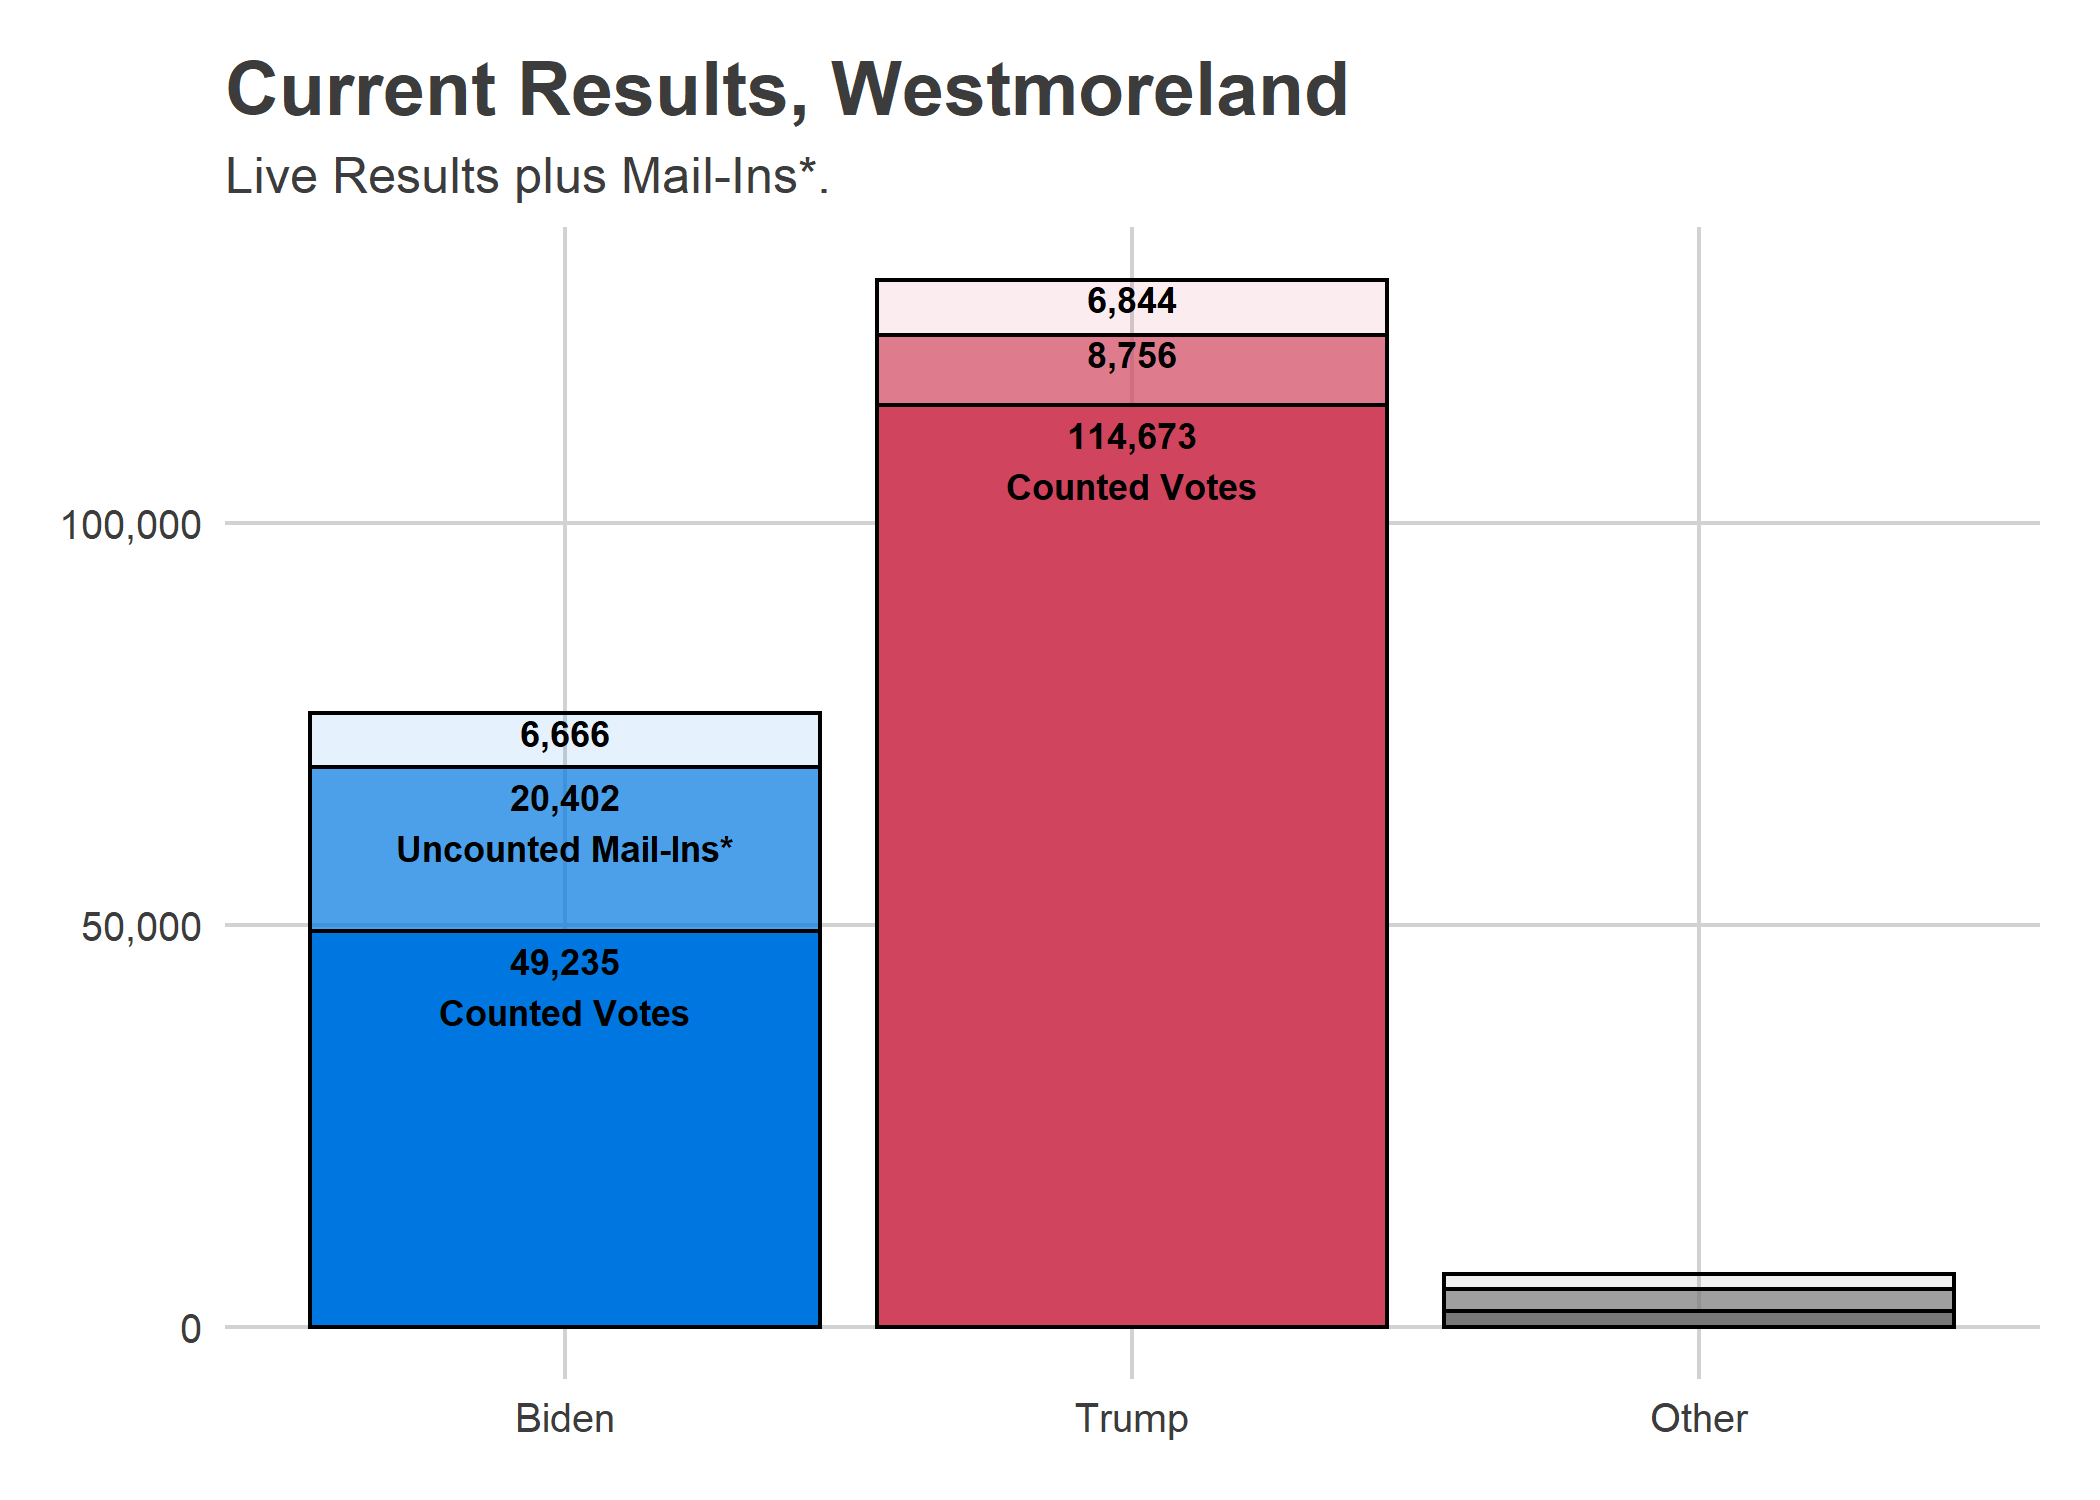 Current Results, Westmoreland
Live Results plus Mail-Ins*.
6,844
8,756
114,673
Counted Votes
100,000
6,666
20,402
Uncounted Mail-Ins*
50,000
49,235
Counted Votes
0
Biden
Trump
Other